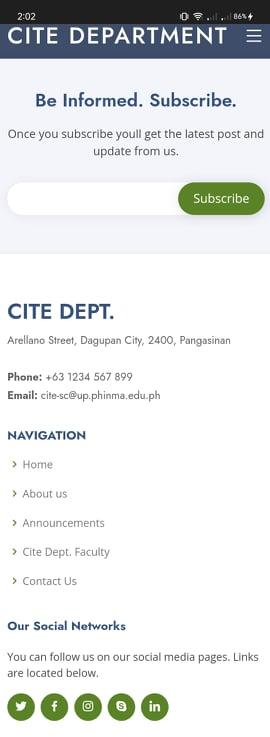 2:02
86%
CITE DEPARTMENT
Be Informed. Subscribe.
Once you subscribe youll get the latest post and
update from us.
Subscribe
CITE DEPT.
Arellano Street, Dagupan City, 2400, Pangasinan
Phone: +63 1234 567 899
Email: cite-sc@up.phinma.edu.ph
NAVIGATION
Home
About us
Announcements
Cite Dept. Faculty
Contact Us
Our Social Networks
You can follow us on our social media pages. Links
are located below.